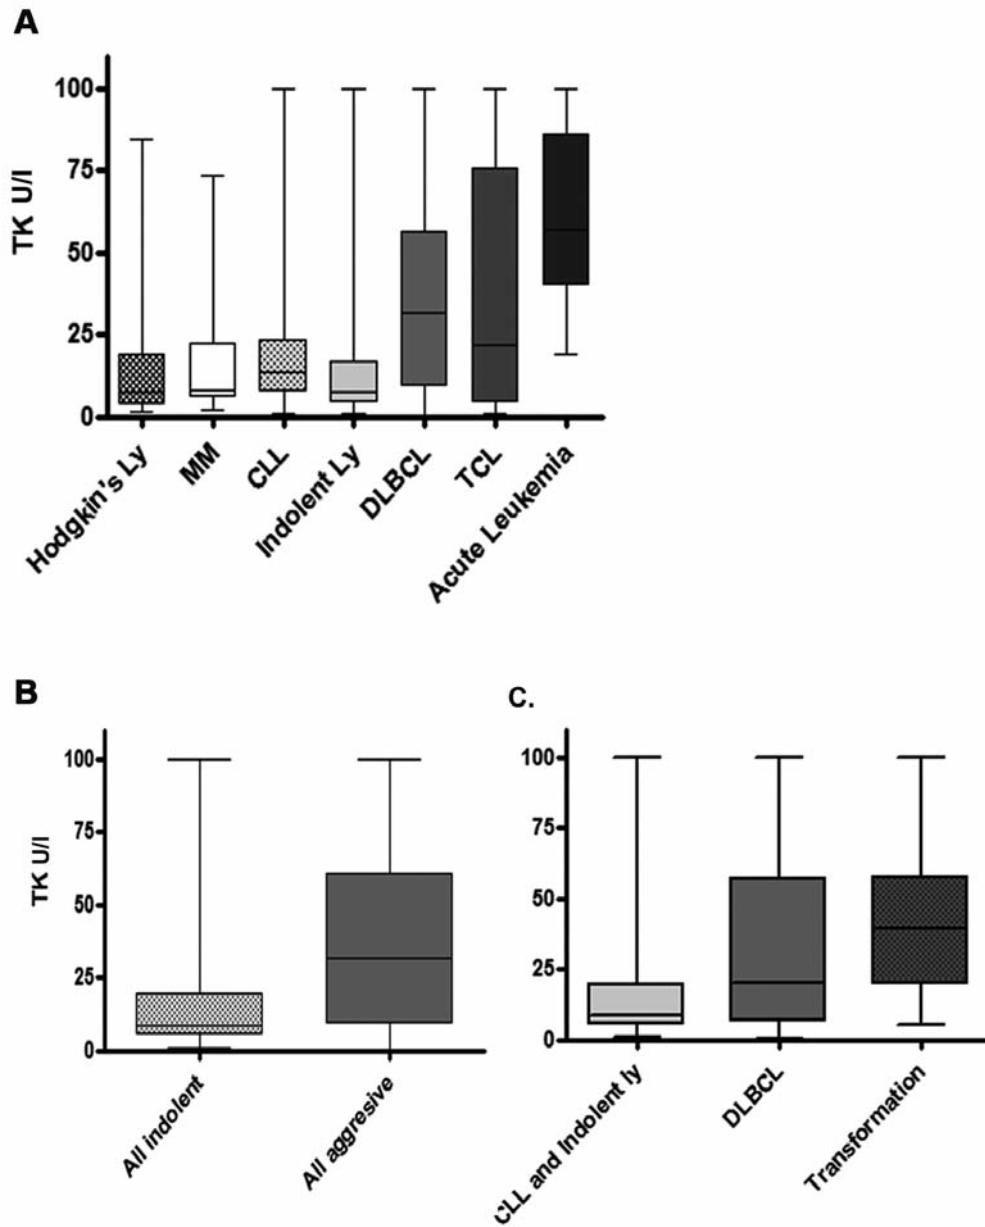 A
TK U/I
100
75
50
25
0
Hodgkin's Ly
MM
CLL
Indolent Ly
DLBCL
TCL
Acute Leukemia
B
TK U/I
100
75
50
25
0
All indolent
All aggresive
C.
100
75
50
25
0
CLL and Indolent ly
DLBCL
Transformation